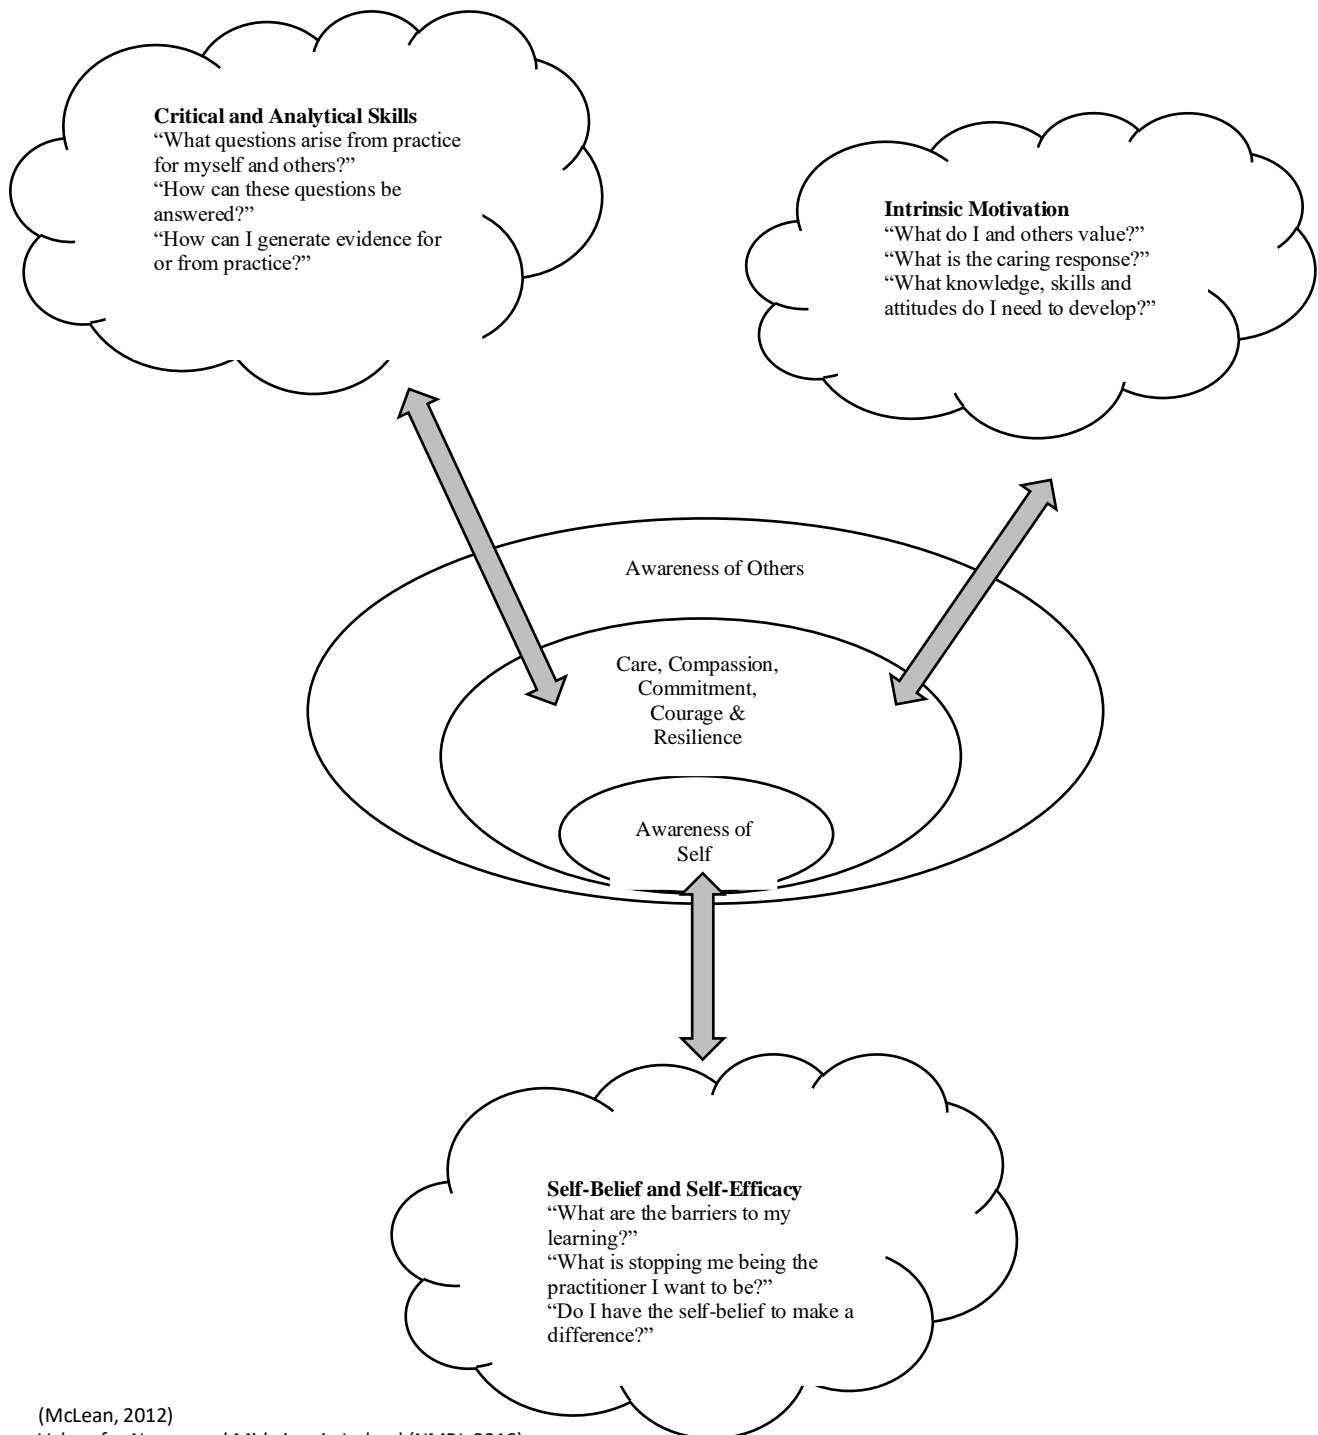 Critical and Analytical Skills
“What questions arise from practice
for myself and others?”
“How can these questions be
answered?”
“How can I generate evidence for
or from practice?”
Intrinsic Motivation
“What do I and others value?”
“What is the caring response?”
“What knowledge, skills and
attitudes do I need to develop?”
Awareness of Others
Care, Compassion,
Commitment,
Courage &
Resilience
Awareness of
Self
Self-Belief and Self-Efficacy
“What are the barriers to my
learning?”
“What is stopping me being the
practitioner I want to be?”
“Do I have the self-belief to make a
difference?”
(McLean, 2012)